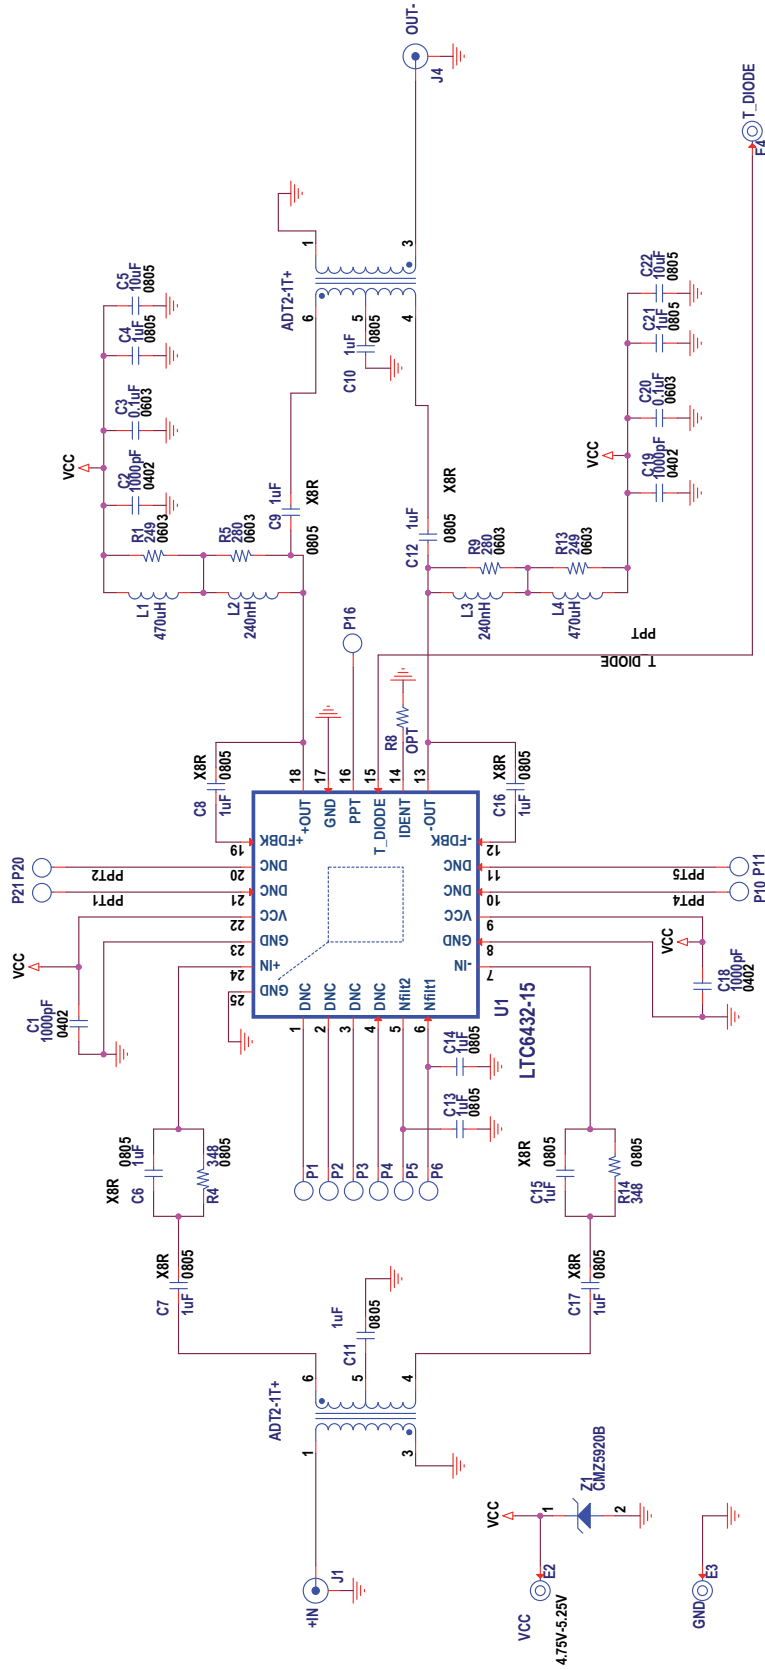 +IN
J1
VCC
E2
4.75V-5.25V
VCC
1
2
Z1
CMZ5920B
GND
E3
ADT2-1T+
1
3
6
5
4
C11
1uF
0805
C7
1uF
X8R
0805
C17
1uF
X8R
0805
C6
1uF
X8R
0805
R4
348
0805
C15
1uF
X8R
0805
R14
348
0805
P1
P2
P3
P4
P5
P6
C13
1uF
0805
C14
1uF
0805
VCC
C1
1000pF
0402
VCC
C18
1000pF
0402
U1
LTC6432-15
1
DNC
2
DNC
3
DNC
4
DNC
5
Nfilt2
6
Nfilt1
25
GND
24
+IN
23
GND
22
VCC
21
DNC
20
DNC
19
+FDBK
7
-IN
8
GND
9
VCC
10
DNC
11
DNC
12
-FDBK
18
+OUT
17
GND
16
PPT
15
T_DIODE
14
IDENT
13
-OUT
P21
P20
PPT1
PPT2
P10
P11
PPT4
PPT5
C8
1uF
X8R
0805
C16
1uF
X8R
0805
P16
R8
OPT
T_DIODE
PPT
L1
470uH
L2
240nH
R1
249
0603
R5
280
0603
L3
240nH
L4
470uH
R9
280
0603
R13
249
0603
VCC
C2
1000pF
0402
C3
0.1uF
0603
C4
1uF
0805
C5
10uF
0805
VCC
C19
1000pF
0402
C20
0.1uF
0603
C21
1uF
0805
C22
10uF
0805
C9
1uF
X8R
0805
C12
1uF
X8R
0805
C10
1uF
0805
ADT2-1T+
6
5
4
1
3
OUT-
J4
T_DIODE
E4